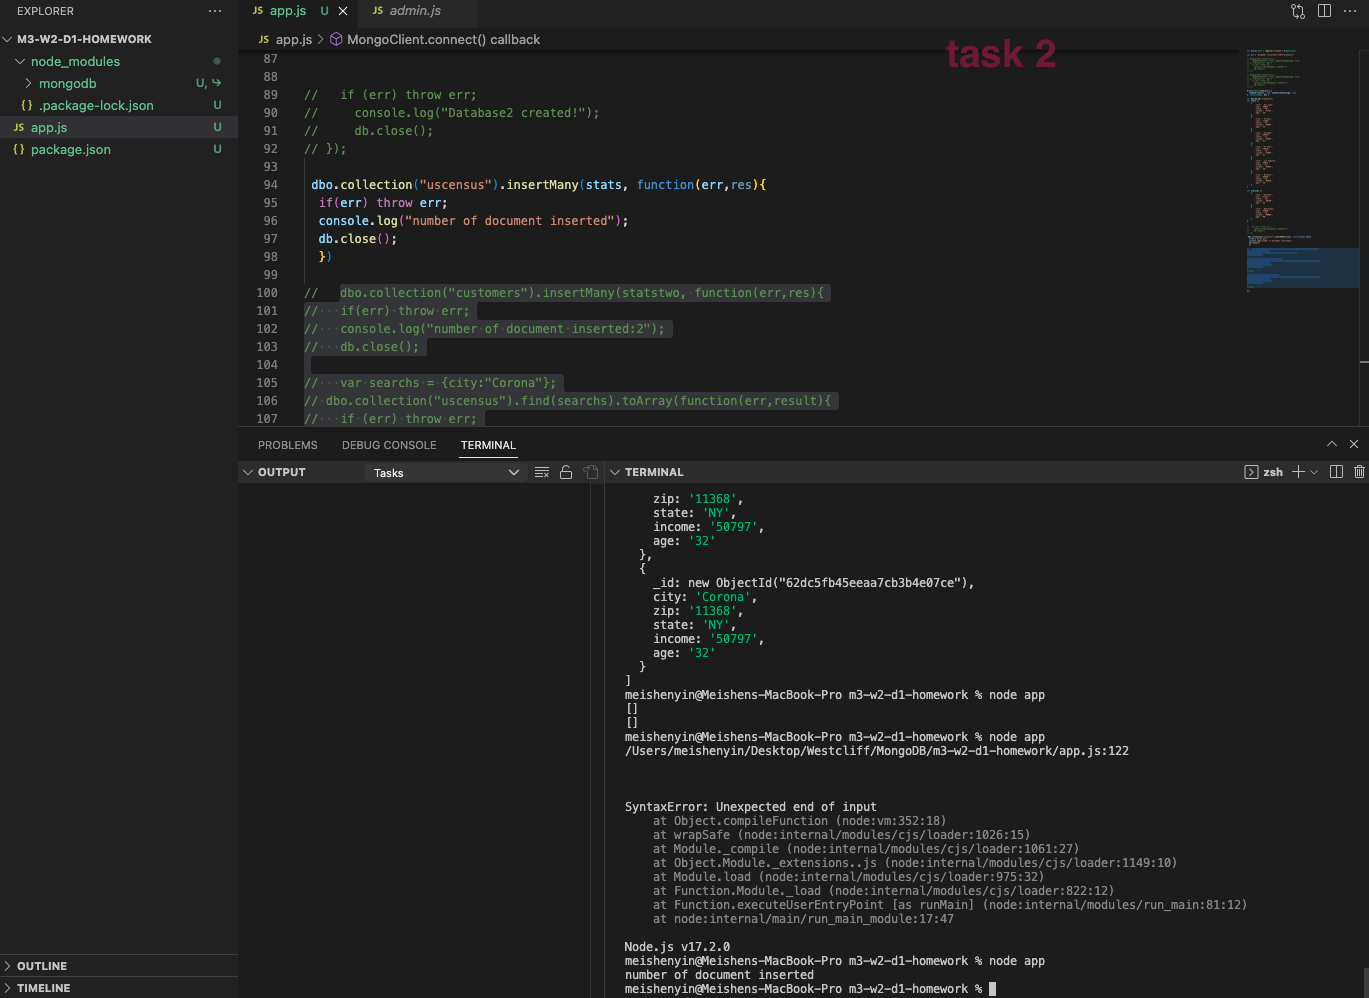 EXPLORER
M3-W2-D1-HOMEWORK
node_modules
mongodb U,
{} .package-lock.json U
JS app.js U
{} package.json U
OUTLINE
TIMELINE
JS app.js U
JS admin.js
JS app.js > MongoClient.connect() callback
task 2
87
88
89 //   if (err) throw err;
90 //     console.log("Database2 created!");
91 //     db.close();
92 // });
93
94 dbo.collection("uscensus").insertMany(stats, function(err,res){
95 if(err) throw err;
96 console.log("number of document inserted");
97 db.close();
98 })
99
100 //   dbo.collection("customers").insertMany(statstwo, function(err,res){
101 //   if(err) throw err;
102 //   console.log("number of document inserted:2");
103 //   db.close();
104
105 //   var searchs = {city:"Corona"};
106 // dbo.collection("uscensus").find(searchs).toArray(function(err,result){
107 //   if (err) throw err;
PROBLEMS DEBUG CONSOLE TERMINAL
OUTPUT Tasks
TERMINAL zsh
zip: '11368',
state: 'NY',
income: '50797',
age: '32'
},
{
_id: new ObjectId("62dc5fb45eeaa7cb3b4e07ce"),
city: 'Corona',
zip: '11368',
state: 'NY',
income: '50797',
age: '32'
}
]
meishenyin@Meishens-MacBook-Pro m3-w2-d1-homework % node app
[]
[]
meishenyin@Meishens-MacBook-Pro m3-w2-d1-homework % node app
/Users/meishenyin/Desktop/Westcliff/MongoDB/m3-w2-d1-homework/app.js:122
SyntaxError: Unexpected end of input
at Object.compileFunction (node:vm:352:18)
at wrapSafe (node:internal/modules/cjs/loader:1026:15)
at Module._compile (node:internal/modules/cjs/loader:1061:27)
at Object.Module._extensions..js (node:internal/modules/cjs/loader:1149:10)
at Module.load (node:internal/modules/cjs/loader:975:32)
at Function.Module._load (node:internal/modules/cjs/loader:822:12)
at Function.executeUserEntryPoint [as runMain] (node:internal/modules/run_main:81:12)
at node:internal/main/run_main_module:17:47
Node.js v17.2.0
meishenyin@Meishens-MacBook-Pro m3-w2-d1-homework % node app
number of document inserted
meishenyin@Meishens-MacBook-Pro m3-w2-d1-homework %